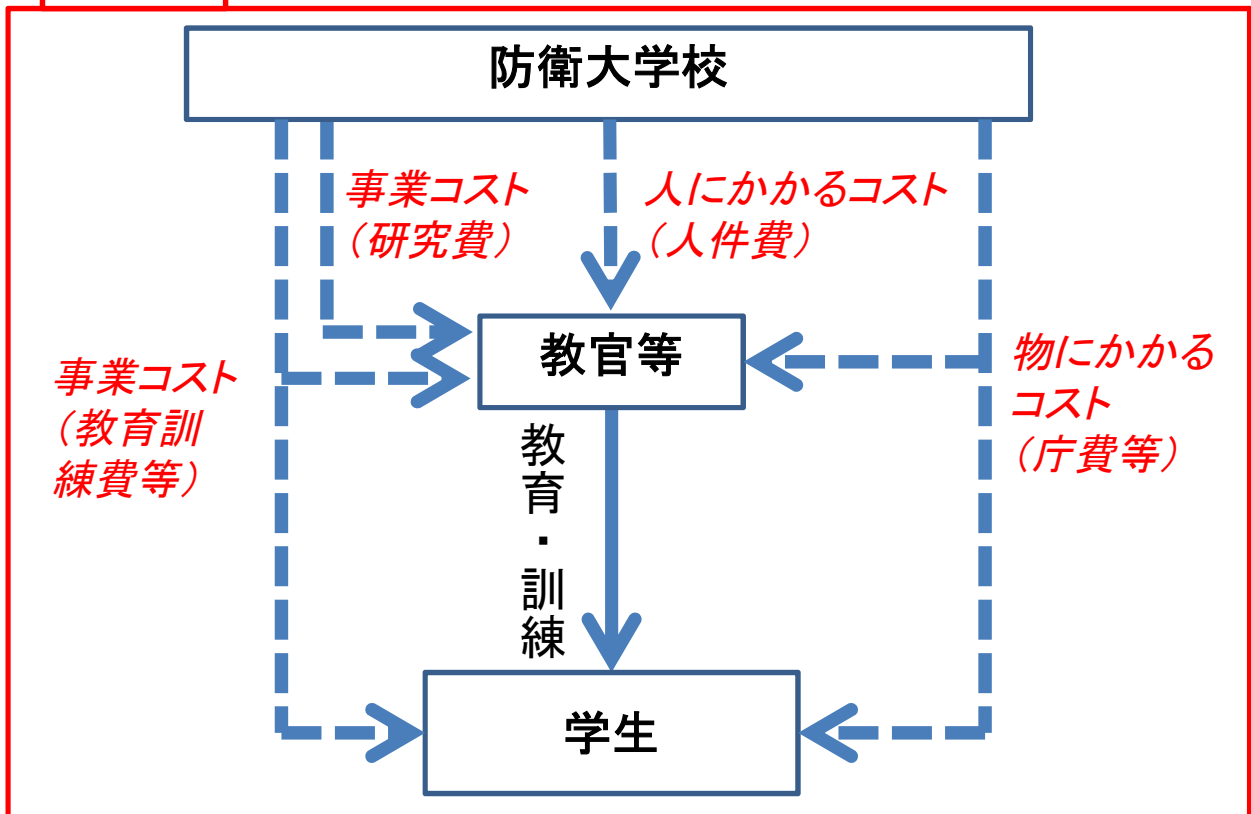 防衛大学校
事業コスト
（研究費）
人にかかるコスト
（人件費）
教官等
事業コスト
（教育訓
練費等）
物にかかる
コスト
（庁費等）
教育・訓練
学生